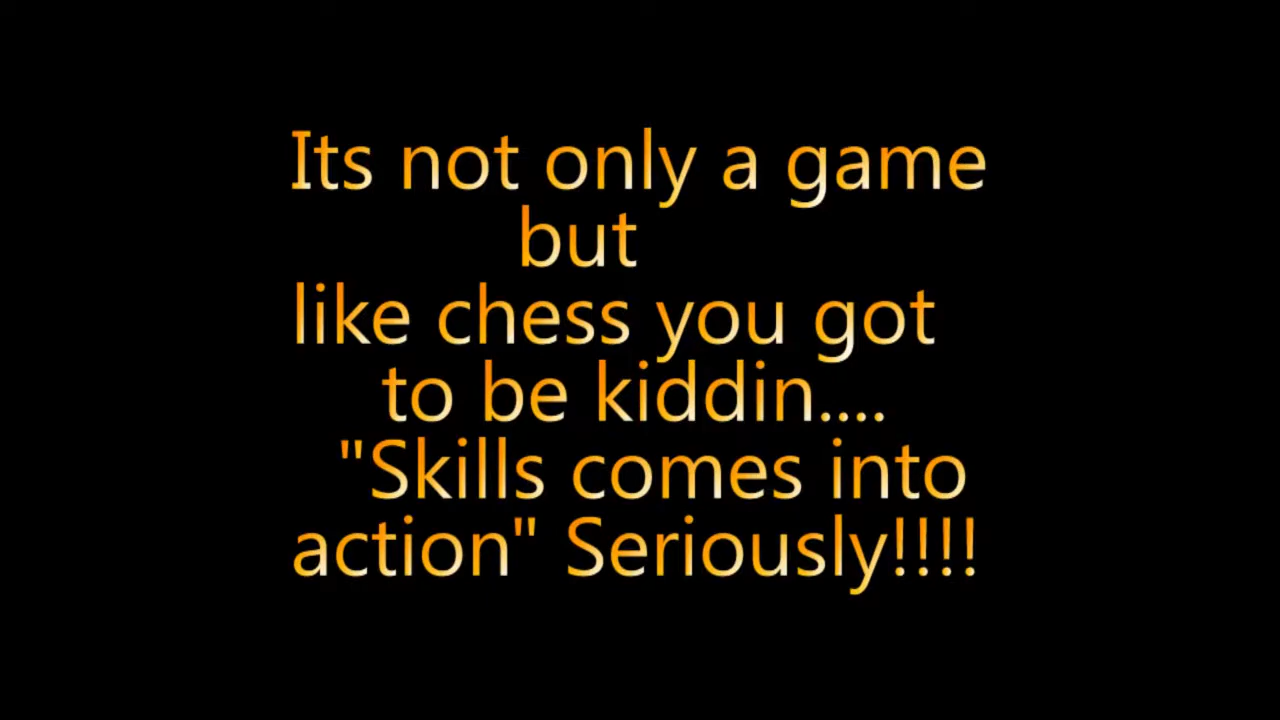 Its not only a game
but
like chess you got
to be kiddin....
"Skills comes into
action" Seriously!!!!